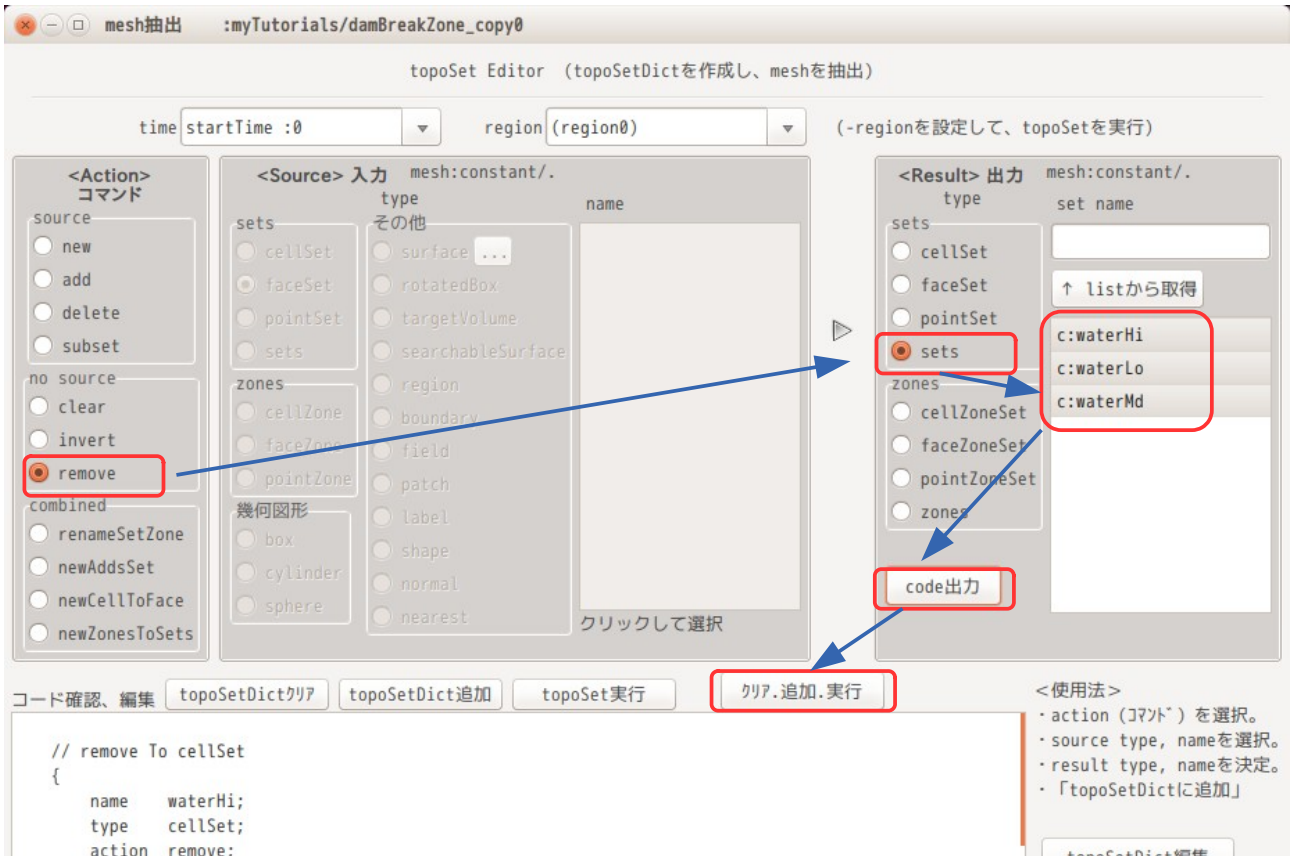 mesh抽出 :myTutorials/damBreakZone_copy0
topoSet Editor （topoSetDictを作成し、meshを抽出）
time startTime :0 region (region0) （-regionを設定して、topoSetを実行）
<Action>
コマンド
source
new
add
delete
subset
no source
clear
invert
remove
combined
renameSetZone
newAddsSet
newCellToFace
newZonesToSets
<Source> 入力 mesh:constant/.
type
name
sets
cellSet
faceSet
pointSet
sets
zones
cellZone
faceZone
pointZone
幾何図形
box
cylinder
sphere
その他
surface ...
rotatedBox
targetVolume
searchableSurface
region
boundary
field
patch
label
shape
normal
nearest
クリックして選択
<Result> 出力 mesh:constant/.
type
set name
sets
cellSet
faceSet
pointSet
sets
zones
cellZoneSet
faceZoneSet
pointZoneSet
zones
↑ listから取得
c:waterHi
c:waterLo
c:waterMd
code出力
コード確認、編集 topoSetDictｸﾘｱ topoSetDict追加 topoSet実行 ｸﾘｱ.追加.実行
// remove To cellSet
{
name waterHi;
type cellSet;
action remove;
＜使用法＞
・action (ｺﾏﾝﾄﾞ) を選択。
・source type, nameを選択。
・result type, nameを決定。
・「topoSetDictに追加」
topoSetDict編集